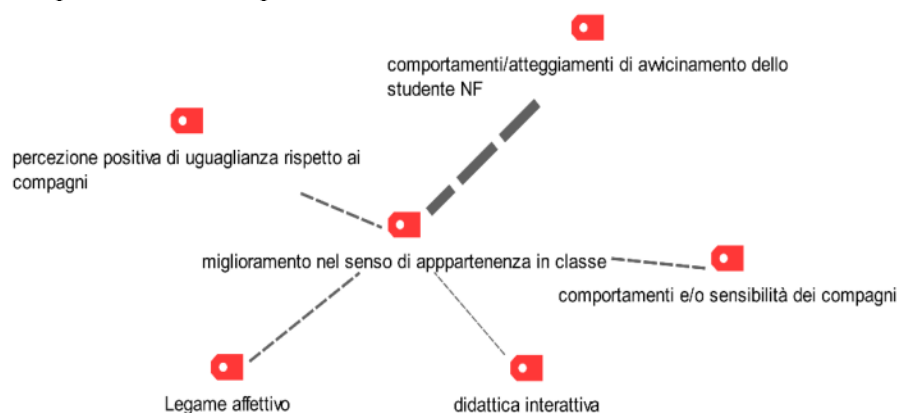 comportamenti/atteggiamenti di avvicinamento dello
studente NF
percezione positiva di uguaglianza rispetto ai
compagni
miglioramento nel senso di apppartenenza in classe
comportamenti e/o sensibilità dei compagni
Legame affettivo
didattica interattiva